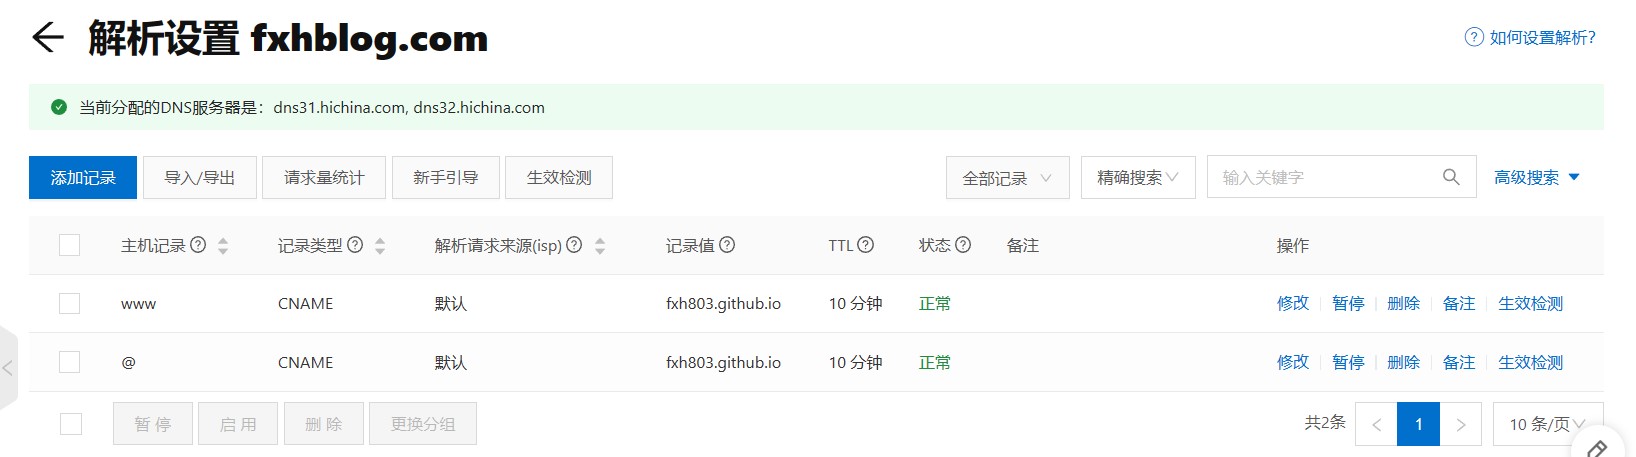 解析设置 fxhblog.com
如何设置解析？
当前分配的DNS服务器是：dns31.hichina.com, dns32.hichina.com
添加记录 导入/导出 请求量统计 新手引导 生效检测 全部记录 精确搜索 输入关键字 高级搜索
主机记录 记录类型 解析请求来源(isp) 记录值 TTL 状态 备注 操作
www CNAME 默认 fxh803.github.io 10 分钟 正常 修改 暂停 删除 备注 生效检测
@ CNAME 默认 fxh803.github.io 10 分钟 正常 修改 暂停 删除 备注 生效检测
暂 停 启 用 删 除 更换分组 共2条 1 10 条/页